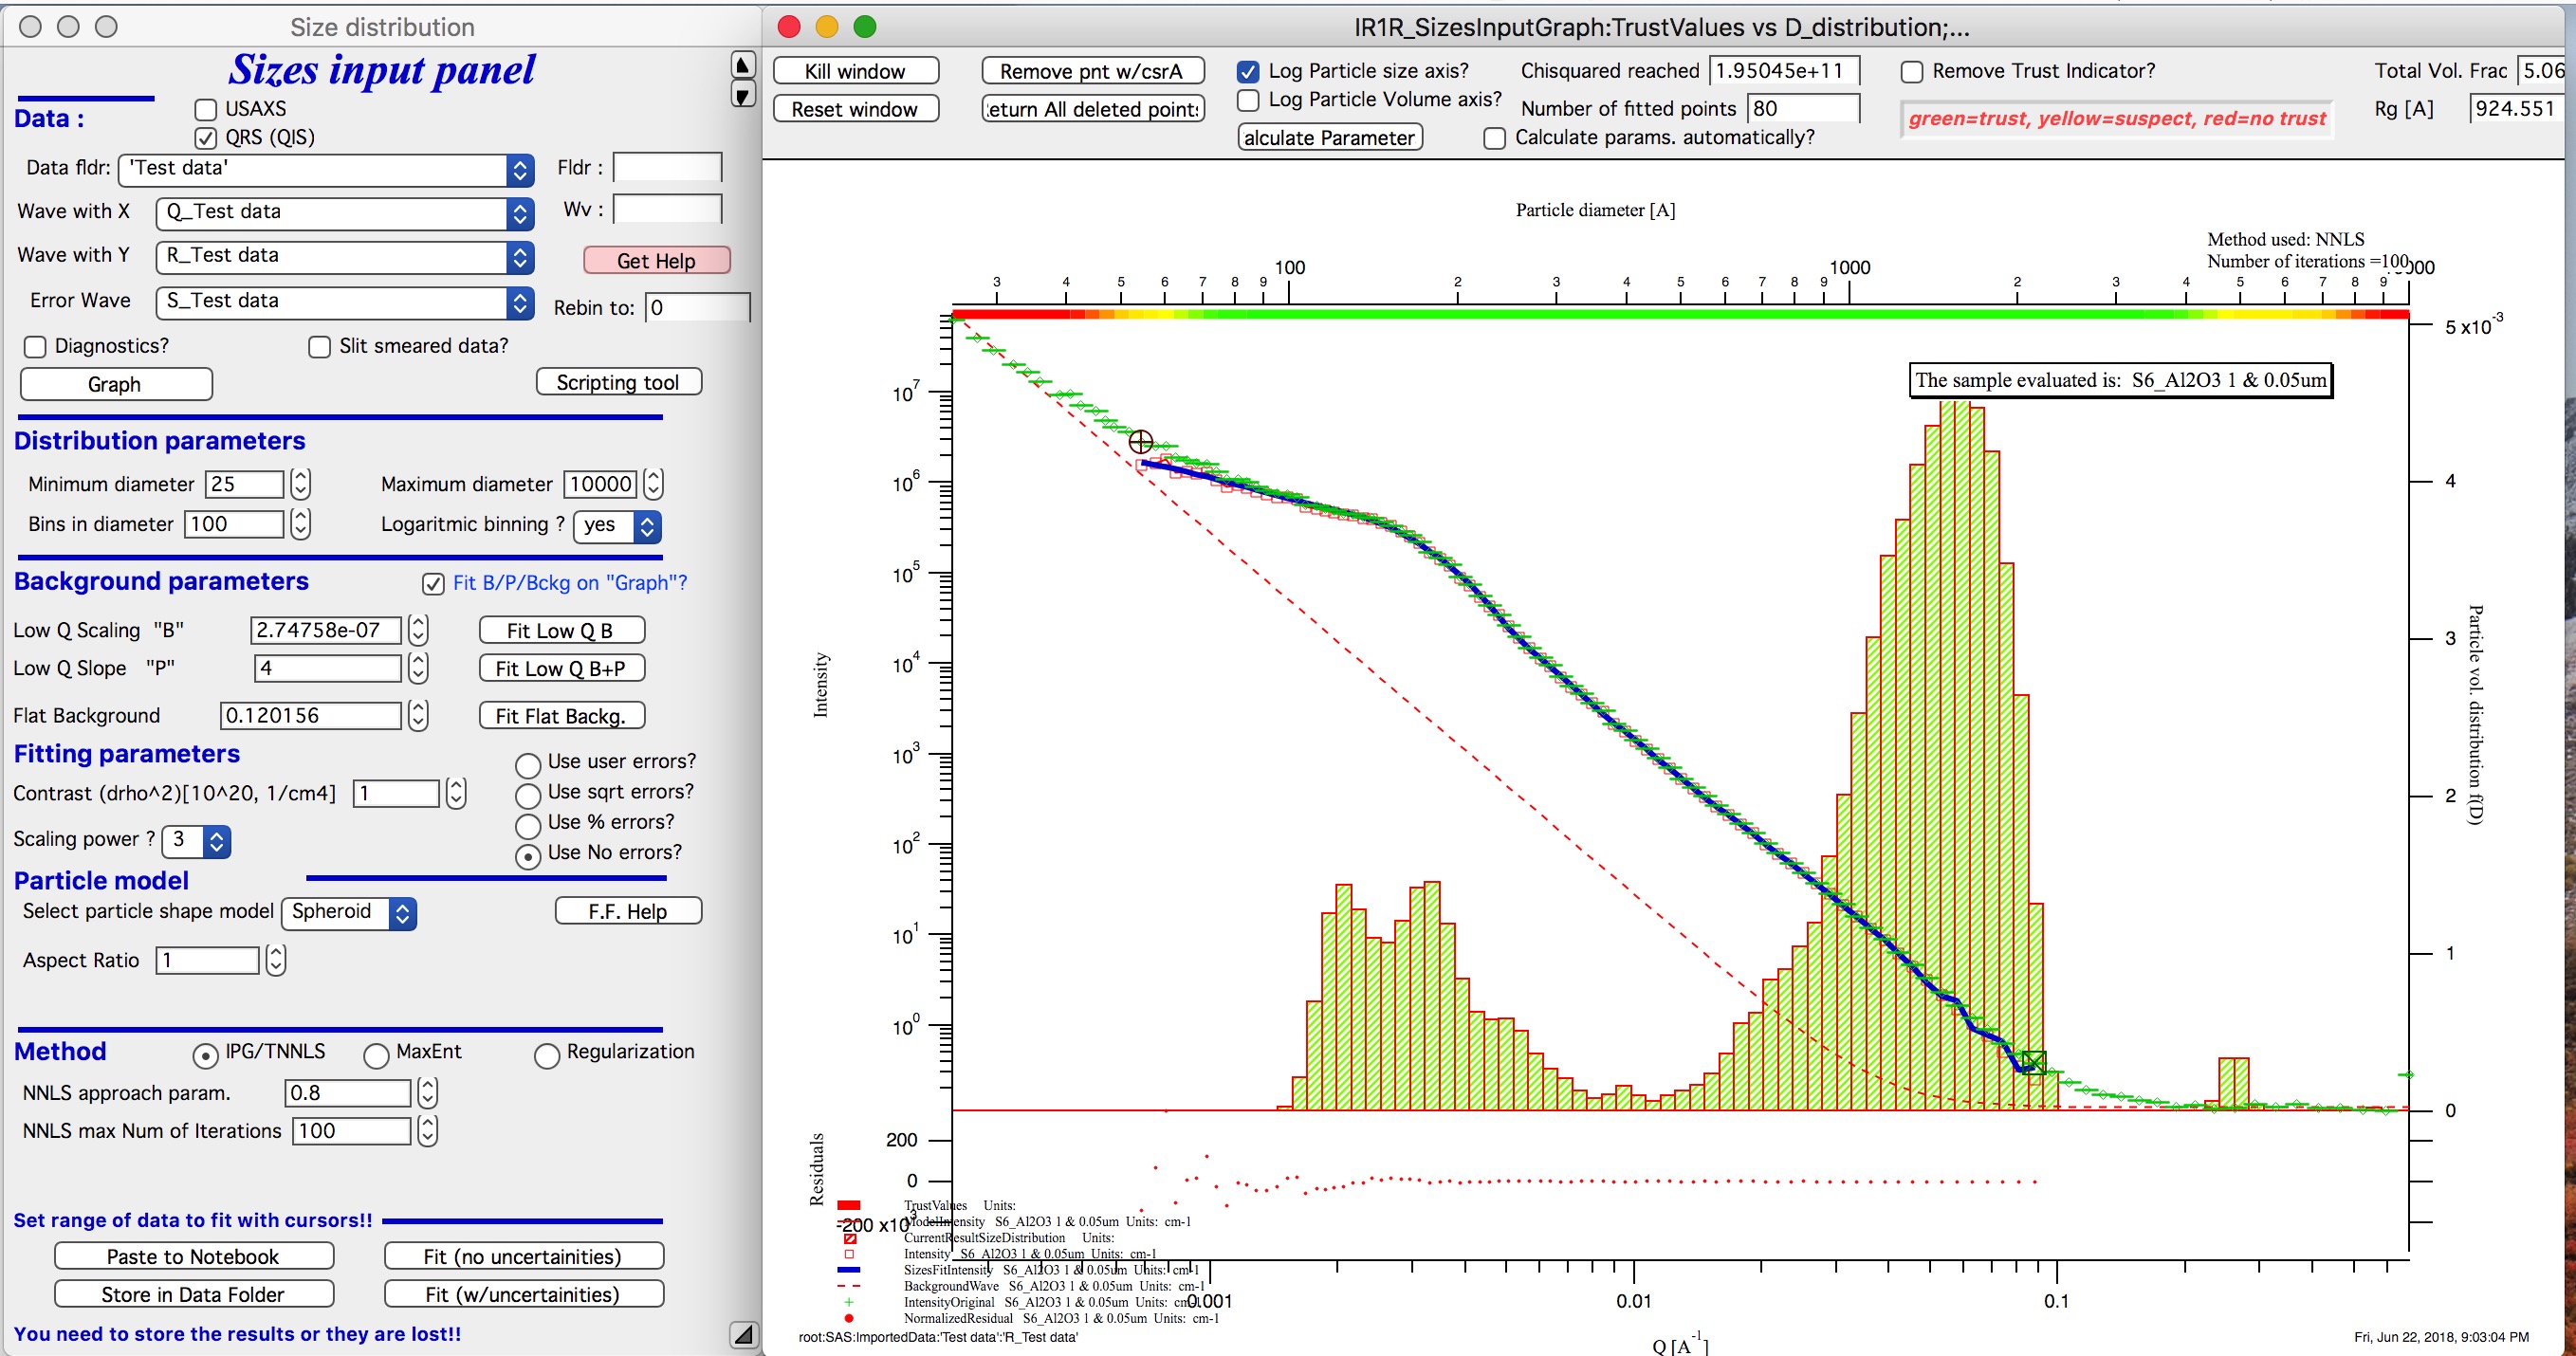 Size distribution
Sizes input panel
Data :
USAXS
QRS (QIS)
Data fldr: 'Test data'
Fldr :
Wave with X Q_Test data
Wv :
Wave with Y R_Test data
Get Help
Error Wave S_Test data
Rebin to: 0
Diagnostics?
Slit smeared data?
Graph
Scripting tool
Distribution parameters
Minimum diameter 25
Maximum diameter 10000
Bins in diameter 100
Logaritmic binning ? yes
Background parameters
Fit B/P/Bckg on "Graph"?
Low Q Scaling "B" 2.74758e-07
Fit Low Q B
Low Q Slope "P" 4
Fit Low Q B+P
Flat Background 0.120156
Fit Flat Backg.
Fitting parameters
Use user errors?
Contrast (drho^2)[10^20, 1/cm4] 1
Use sqrt errors?
Use % errors?
Scaling power ? 3
Use No errors?
Particle model
Select particle shape model Spheroid
F.F. Help
Aspect Ratio 1
Method
IPG/TNNLS
MaxEnt
Regularization
NNLS approach param. 0.8
NNLS max Num of Iterations 100
Set range of data to fit with cursors!!
Paste to Notebook
Fit (no uncertainities)
Store in Data Folder
Fit (w/uncertainities)
You need to store the results or they are lost!!
IR1R_SizesInputGraph:TrustValues vs D_distribution;...
Kill window
Remove pnt w/csrA
Log Particle size axis?
Chisquared reached 1.95045e+11
Remove Trust Indicator?
Total Vol. Frac 5.06
Reset window
eturn All deleted points
Log Particle Volume axis?
Number of fitted points 80
green=trust, yellow=suspect, red=no trust
Rg [A] 924.551
alculate Parameter
Calculate params. automatically?
Particle diameter [A]
Method used: NNLS
Number of iterations =100
100 1000
3 4 5 6 7 8 9 2 3 4 5 6 7 8 9 2 3 4 5 6 7 8 9
5 x10-3
The sample evaluated is: S6_Al2O3 1 & 0.05um
10^7
10^6
4
10^5
3
10^4
Intensity
Particle vol. distribution f(D)
10^3
2
10^2
10^1
1
10^0
0
Residuals
200
0
-200 x10^3
TrustValues Units:
ModelIntensity S6_Al2O3 1 & 0.05um Units: cm-1
CurrentResultSizeDistribution Units:
Intensity S6_Al2O3 1 & 0.05um Units: cm-1
SizesFitIntensity S6_Al2O3 1 & 0.05um Units: cm-1
BackgroundWave S6_Al2O3 1 & 0.05um Units: cm-1
IntensityOriginal S6_Al2O3 1 & 0.05um Units: cm-1
NormalizedResidual S6_Al2O3 1 & 0.05um Units: cm-1
0.001 0.01 0.1
root:SAS:ImportedData:'Test data':'R_Test data'
Q [A-1]
Fri, Jun 22, 2018, 9:03:04 PM